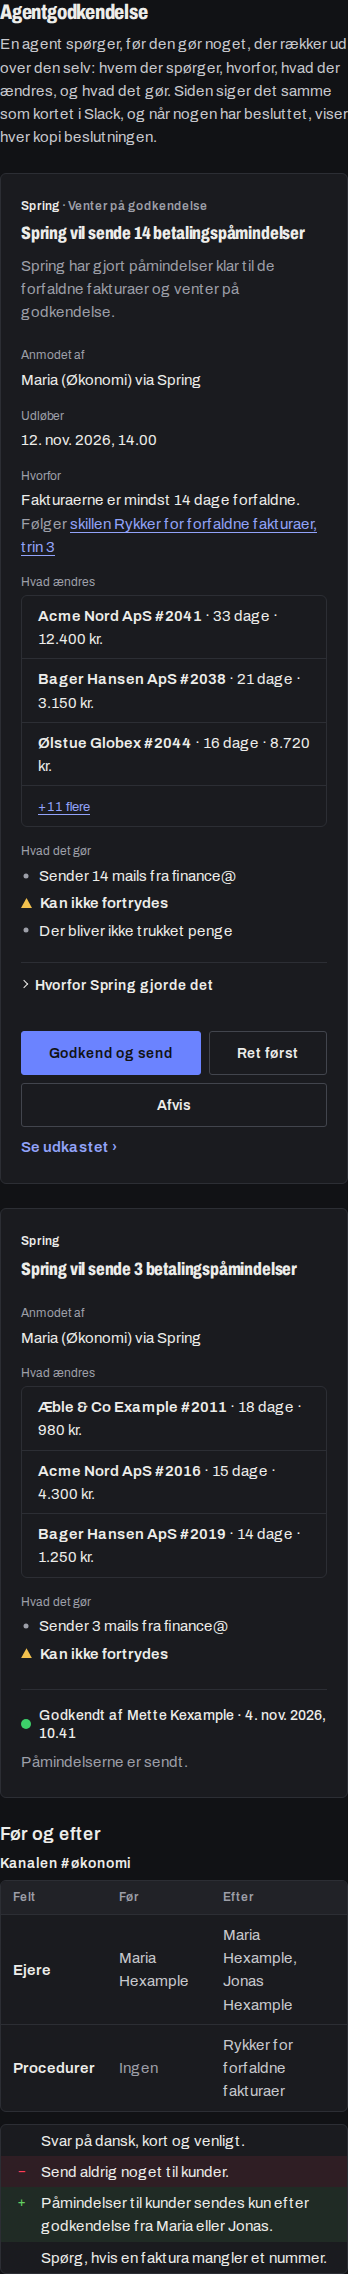 Agentgodkendelse
En agent spørger, før den gør noget, der rækker ud
over den selv: hvem der spørger, hvorfor, hvad der
ændres, og hvad det gør. Siden siger det samme
som kortet i Slack, og når nogen har besluttet, viser
hver kopi beslutningen.
Spring · Venter på godkendelse
Spring vil sende 14 betalingspåmindelser
Spring har gjort påmindelser klar til de
forfaldne fakturaer og venter på
godkendelse.
Anmodet af
Maria (Økonomi) via Spring
Udløber
12. nov. 2026, 14.00
Hvorfor
Fakturaerne er mindst 14 dage forfaldne.
Følger skillen Rykker for forfaldne fakturaer,
trin 3
Hvad ændres
Acme Nord ApS #2041 · 33 dage ·
12.400 kr.
Bager Hansen ApS #2038 · 21 dage ·
3.150 kr.
Ølstue Globex #2044 · 16 dage · 8.720
kr.
+11 flere
Hvad det gør
• Sender 14 mails fra finance@
Kan ikke fortrydes
• Der bliver ikke trukket penge
Hvorfor Spring gjorde det
Godkend og send
Ret først
Afvis
Se udkastet ›
Spring
Spring vil sende 3 betalingspåmindelser
Anmodet af
Maria (Økonomi) via Spring
Hvad ændres
Æble & Co Example #2011 · 18 dage ·
980 kr.
Acme Nord ApS #2016 · 15 dage ·
4.300 kr.
Bager Hansen ApS #2019 · 14 dage ·
1.250 kr.
Hvad det gør
• Sender 3 mails fra finance@
Kan ikke fortrydes
Godkendt af Mette Kexample · 4. nov. 2026,
10.41
Påmindelserne er sendt.
Før og efter
Kanalen #økonomi
Felt Før Efter
Ejere Maria Hexample Maria Hexample, Jonas Hexample
Procedurer Ingen Rykker for forfaldne fakturaer
Svar på dansk, kort og venligt.
− Send aldrig noget til kunder.
+ Påmindelser til kunder sendes kun efter
godkendelse fra Maria eller Jonas.
Spørg, hvis en faktura mangler et nummer.